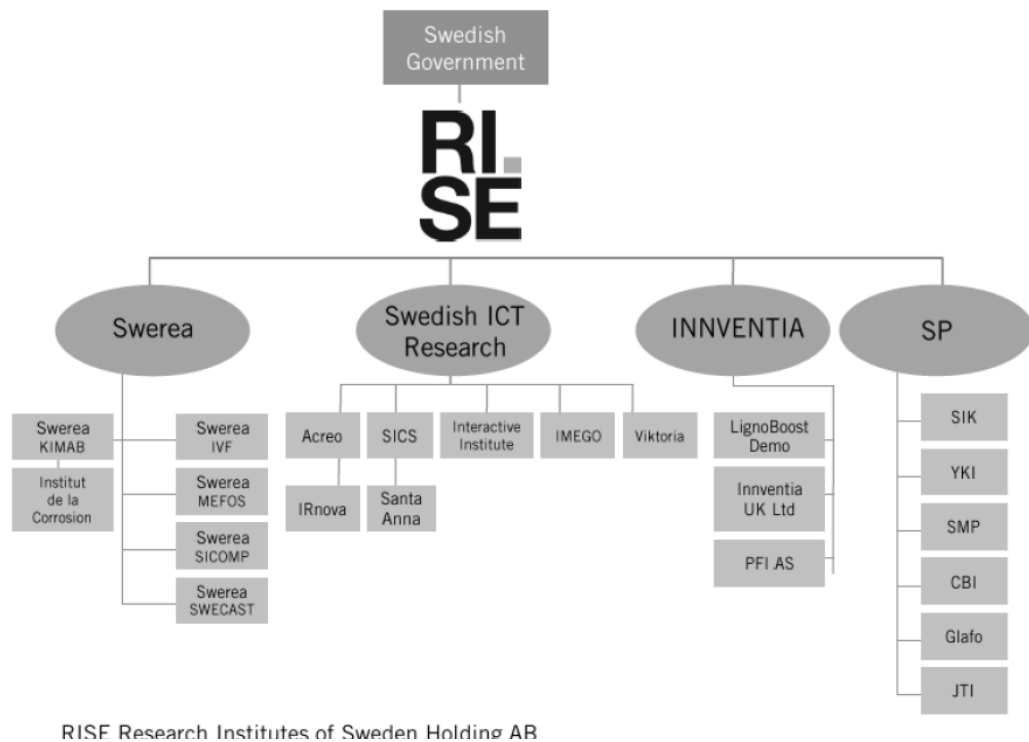 Swedish
Government
RI.
SE
Swerea
Swedish ICT
Research
INNVENTIA
SP
Swerea
KIMAB
Institut
de la
Corrosion
Swerea
IVF
Swerea
MEFOS
Swerea
SICOMP
Swerea
SWECAST
Acreo
SICS
Interactive
Institute
IMEGO
Viktoria
IRnova
Santa
Anna
LignoBoost
Demo
Innventia
UK Ltd
PFI.AS
SIK
YKI
SMP
CBI
Glafo
JTI
RISE Research Institutes of Sweden Holding AB